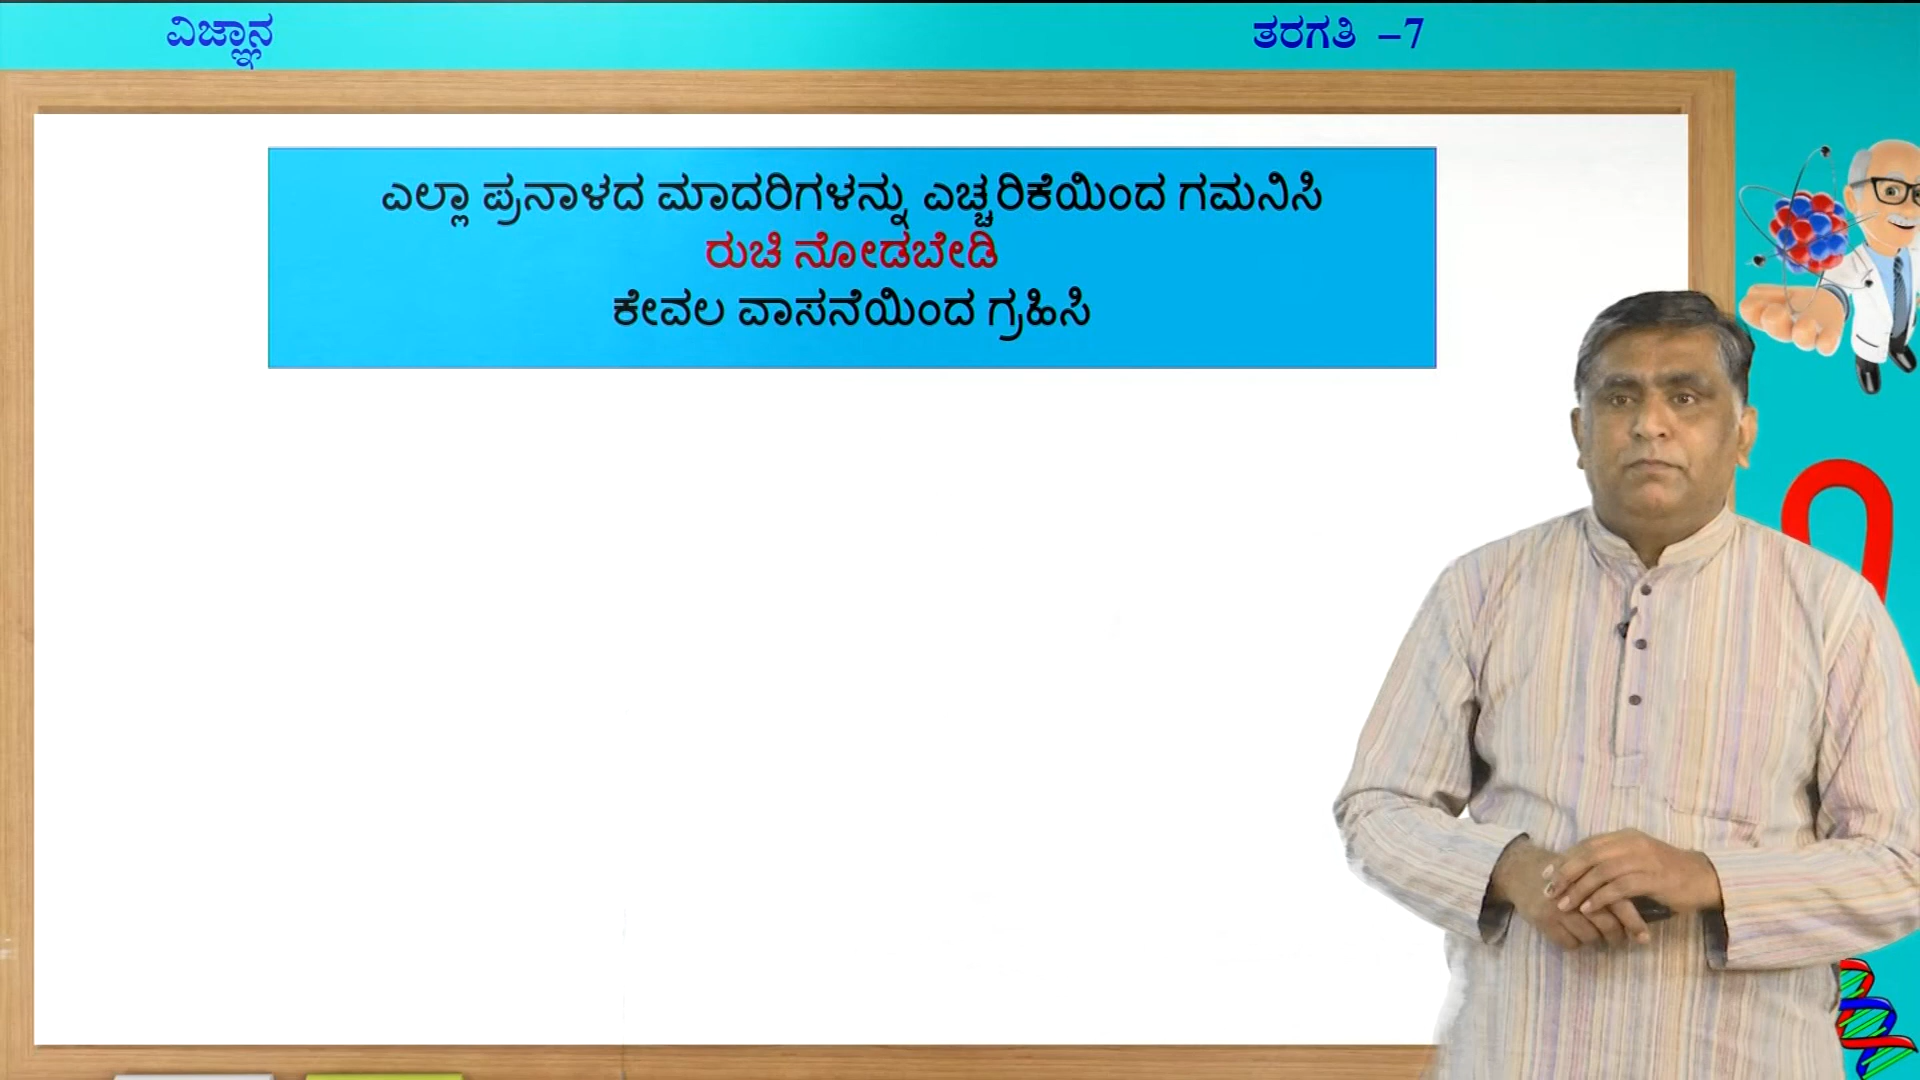 ವಿಜ್ಞಾನ
ತರಗತಿ –7
ಎಲ್ಲಾ ಪ್ರನಾಳದ ಮಾದರಿಗಳನ್ನು ಎಚ್ಚರಿಕೆಯಿಂದ ಗಮನಿಸಿ
ರುಚಿ ನೋಡಬೇಡಿ
ಕೇವಲ ವಾಸನೆಯಿಂದ ಗ್ರಹಿಸಿ